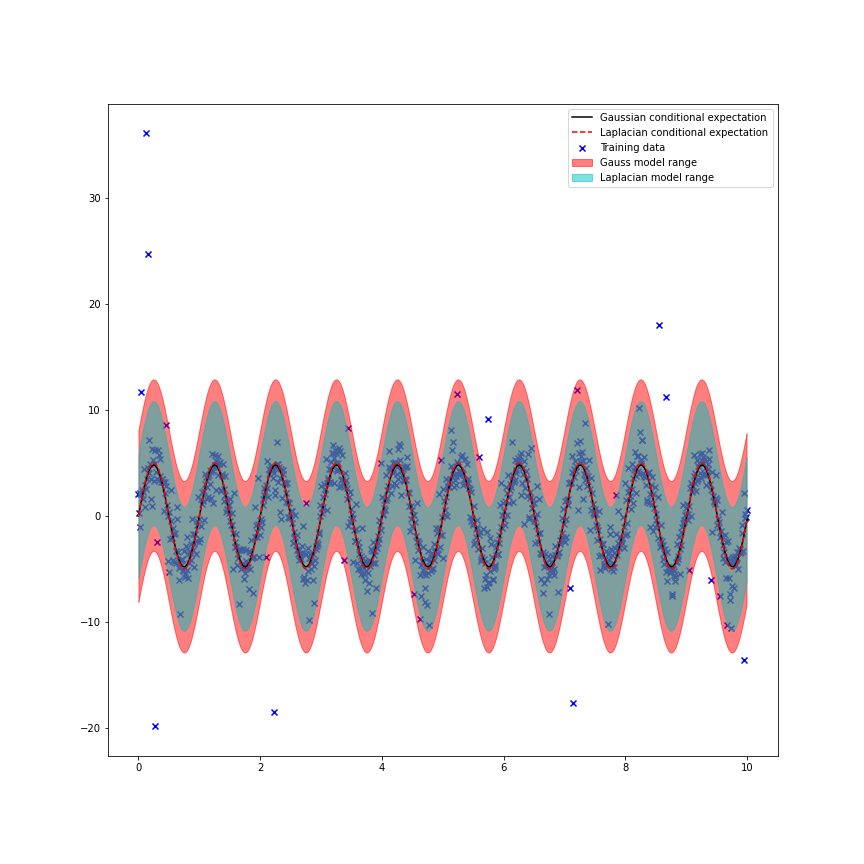 Gaussian conditional expectation
Laplacian conditional expectation
Training data
Gauss model range
Laplacian model range
30
20
10
0
−10
−20
0 2 4 6 8 10